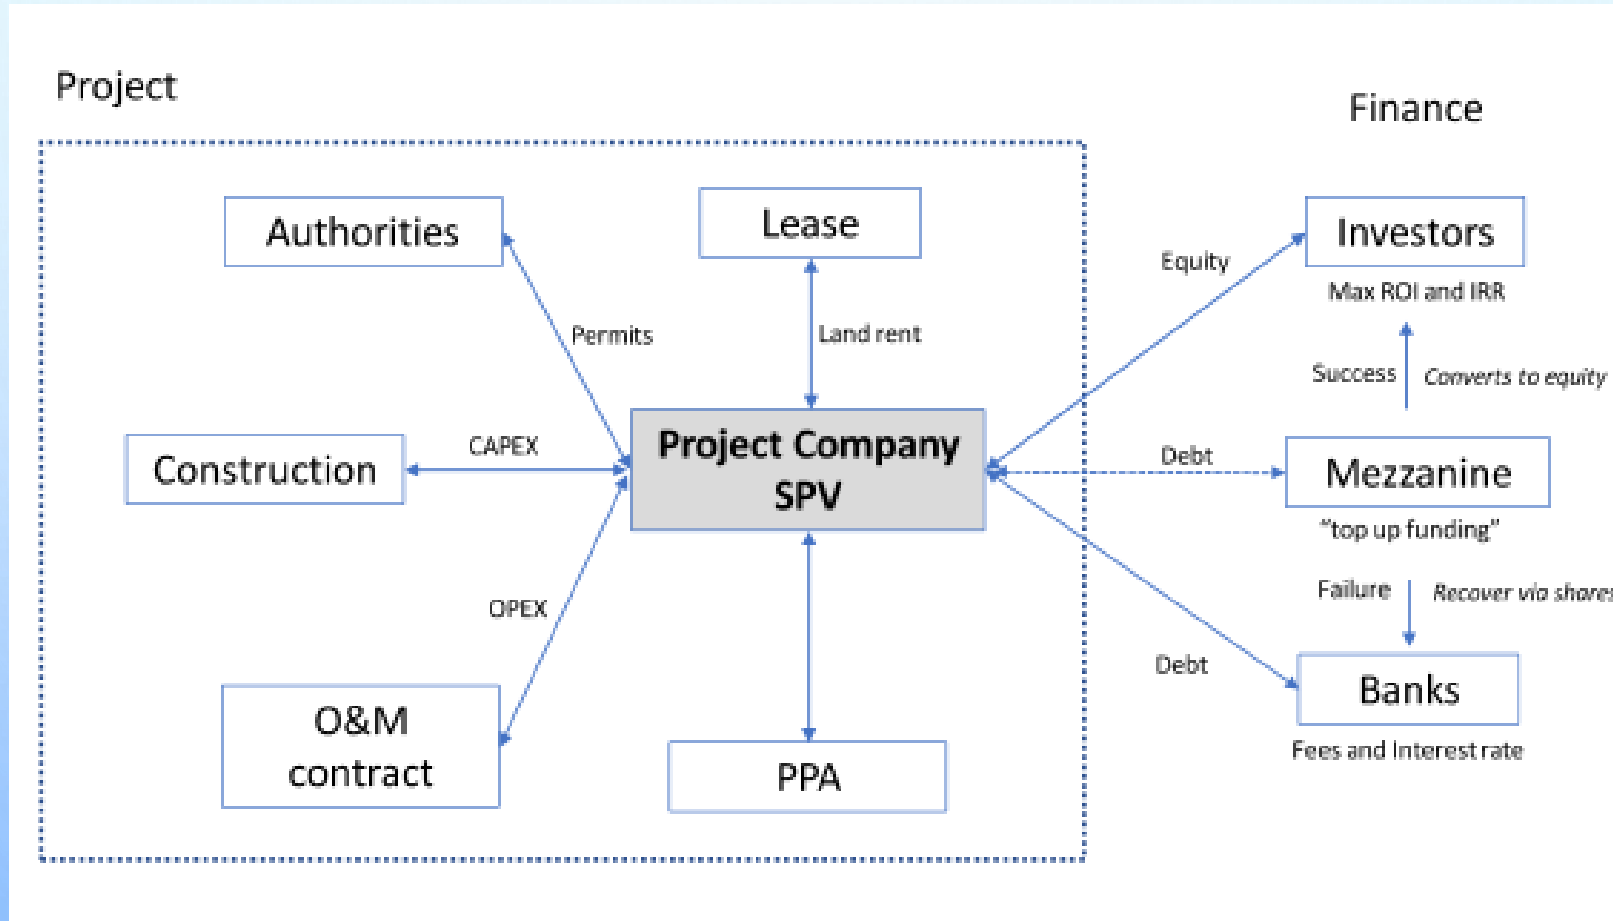 Project
Finance
Authorities
Lease
Investors
Equity
Max ROI and IRR
Permits
Land rent
Success
Converts to equity
CAPEX
Construction
Project Company
SPV
Debt
Mezzanine
"top up funding"
OPEX
Failure
Recover via shares
Debt
O&M
contract
PPA
Banks
Fees and Interest rate